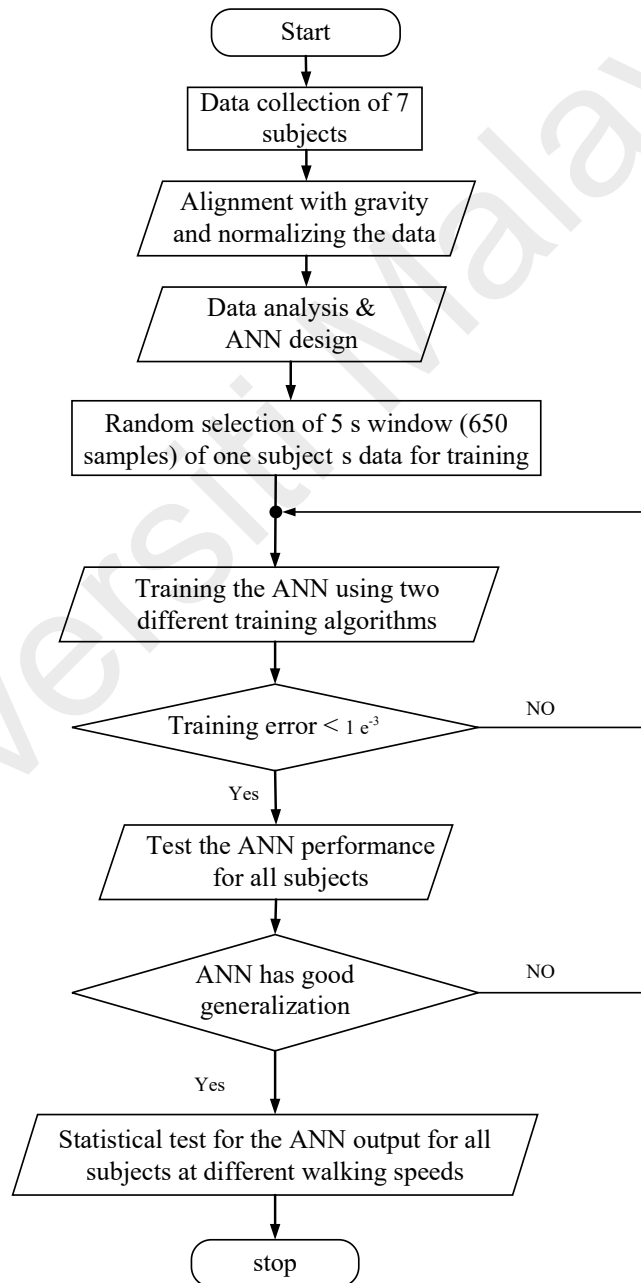 Start
Data collection of 7
subjects
Alignment with gravity
and normalizing the data
Data analysis &
ANN design
Random selection of 5 s window (650
samples) of one subject s data for training
Training the ANN using two
different training algorithms
Training error < 1 e⁻³
NO
Yes
Test the ANN performance
for all subjects
ANN has good
generalization
NO
Yes
Statistical test for the ANN output for all
subjects at different walking speeds
stop
versiti Malay